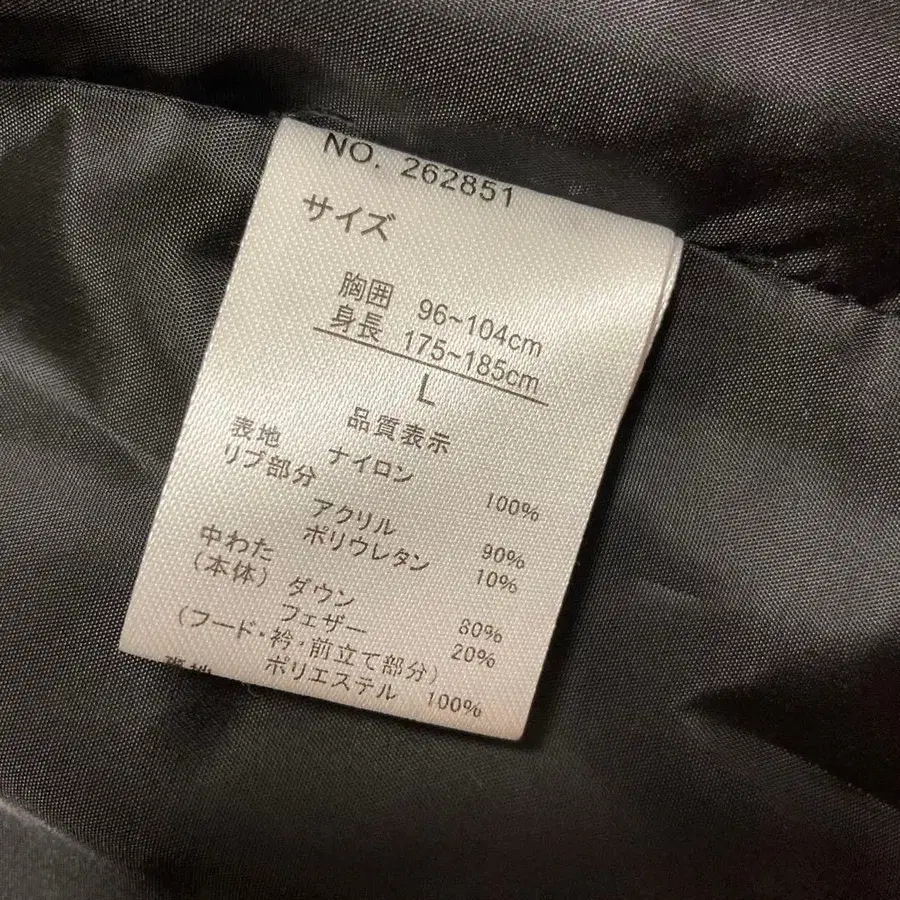 NO. 262851
サイズ
胸囲 96~104cm
身長 175~185cm
L
品質表示
表地 ナイロン 100%
リブ部分
アクリル 90%
ポリウレタン 10%
中わた
(本体) ダウン 80%
フェザー 20%
(フード・衿・前立て部分)
ポリエステル 100%